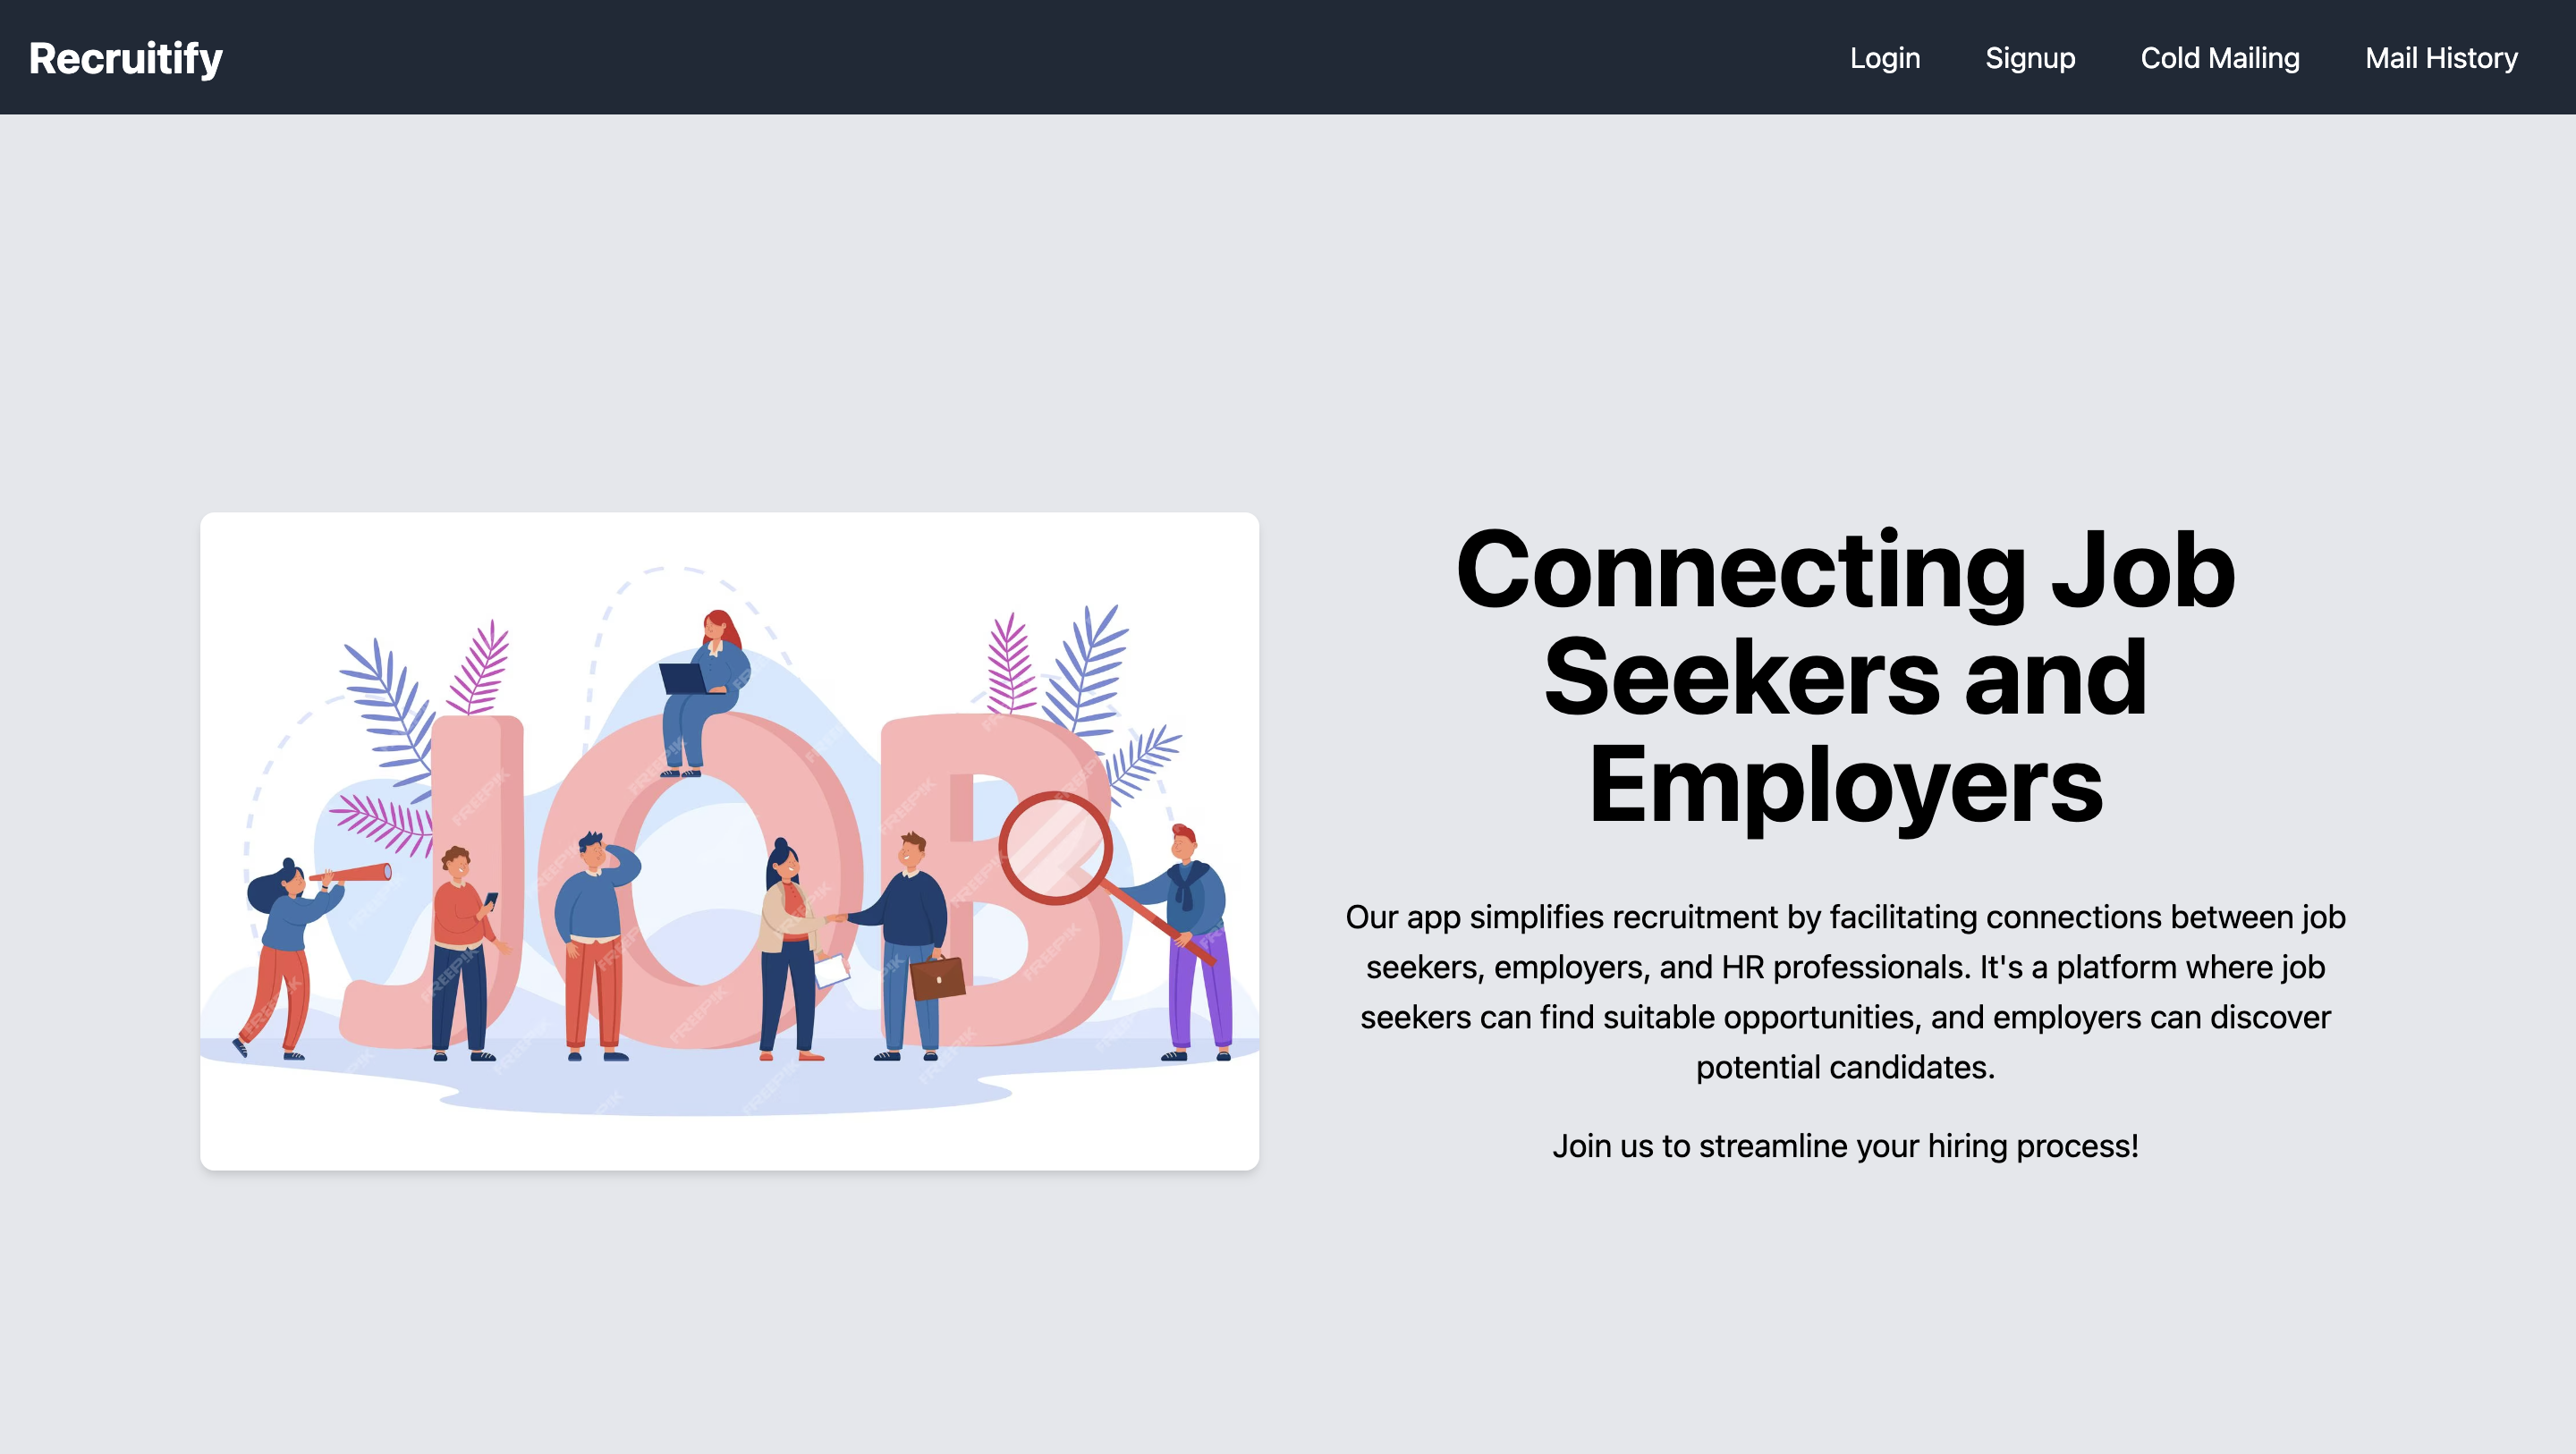 Recruitify
Login Signup Cold Mailing Mail History
JOB
FREEPIK
Connecting Job
Seekers and
Employers
Our app simplifies recruitment by facilitating connections between job
seekers, employers, and HR professionals. It's a platform where job
seekers can find suitable opportunities, and employers can discover
potential candidates.
Join us to streamline your hiring process!